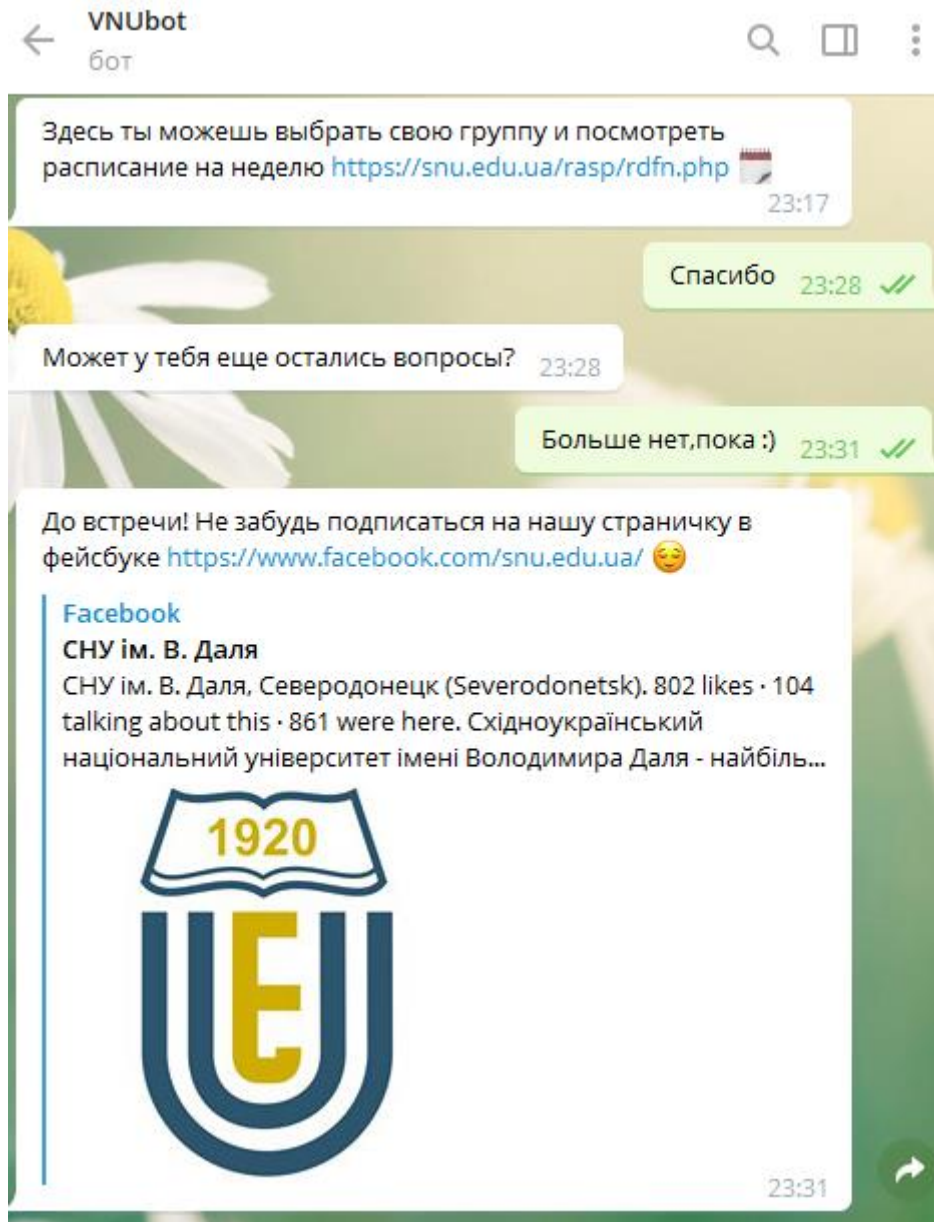 VNUbot
бот
Здесь ты можешь выбрать свою группу и посмотреть
расписание на неделю https://snu.edu.ua/rasp/rdfn.php
23:17
Спасибо 23:28
Может у тебя еще остались вопросы? 23:28
Больше нет,пока :) 23:31
До встречи! Не забудь подписаться на нашу страничку в
фейсбуке https://www.facebook.com/snu.edu.ua/ 😌
Facebook
СНУ ім. В. Даля
СНУ ім. В. Даля, Северодонецк (Severodonetsk). 802 likes · 104
talking about this · 861 were here. Східноукраїнський
національний університет імені Володимира Даля - найбіль...
1920
23:31